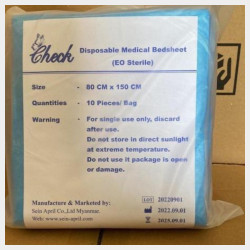 Check
Disposable Medical Bedsheet
(EO Sterile)
Size - 80 CM x 150 CM
Quantities - 10 Pieces/ Bag
Warning - For single use only, discard
after use.
Do not store in direct sunlight
at extreme temperature.
Do not use it package is open
or damage.
Manufacture & Marketed by:
Sein April Co.,Ltd Myanmar.
www.sein-april.com
LOT 20220901
2022.09.01
2025.09.01